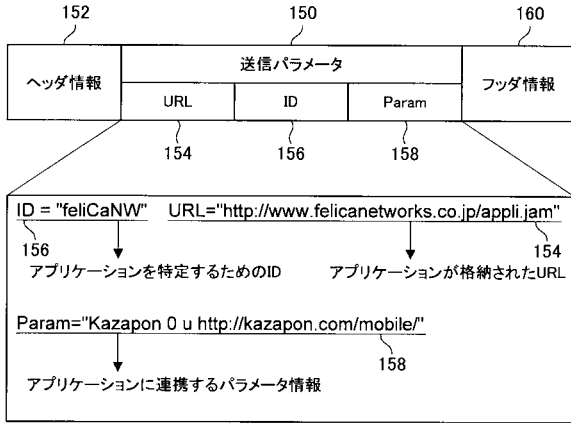 152 150 160
ヘッダ情報 送信パラメータ フッダ情報
URL ID Param
154 156 158
ID = "feliCaNW" URL="http://www.felicanetworks.co.jp/appli.jam"
156 154
アプリケーションを特定するためのID アプリケーションが格納されたURL
Param="Kazapon 0 u http://kazapon.com/mobile/"
158
アプリケーションに連携するパラメータ情報